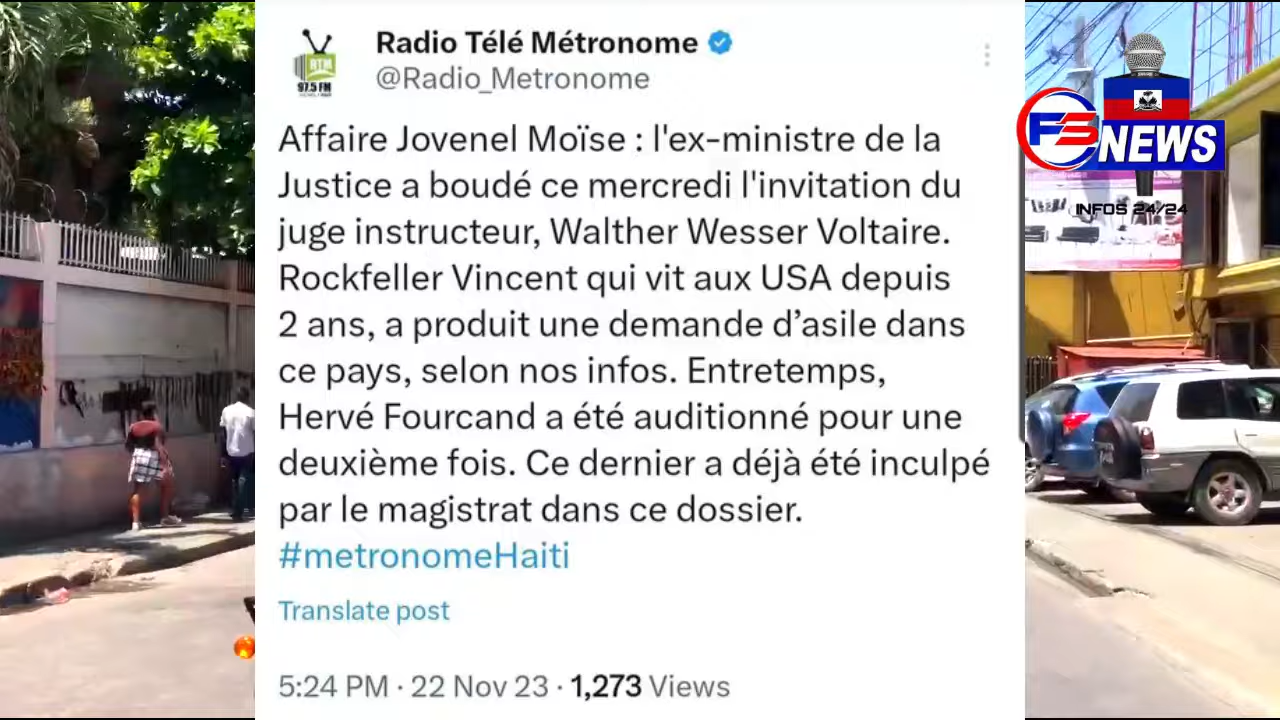 Radio Télé Métronome
@Radio_Metronome
RTM
97.5 FM
Affaire Jovenel Moïse : l'ex-ministre de la
Justice a boudé ce mercredi l'invitation du
juge instructeur, Walther Wesser Voltaire.
Rockfeller Vincent qui vit aux USA depuis
2 ans, a produit une demande d’asile dans
ce pays, selon nos infos. Entretemps,
Hervé Fourcand a été auditionné pour une
deuxième fois. Ce dernier a déjà été inculpé
par le magistrat dans ce dossier.
#metronomeHaiti
Translate post
5:24 PM · 22 Nov 23 · 1,273 Views
NEWS
INFOS 24/24